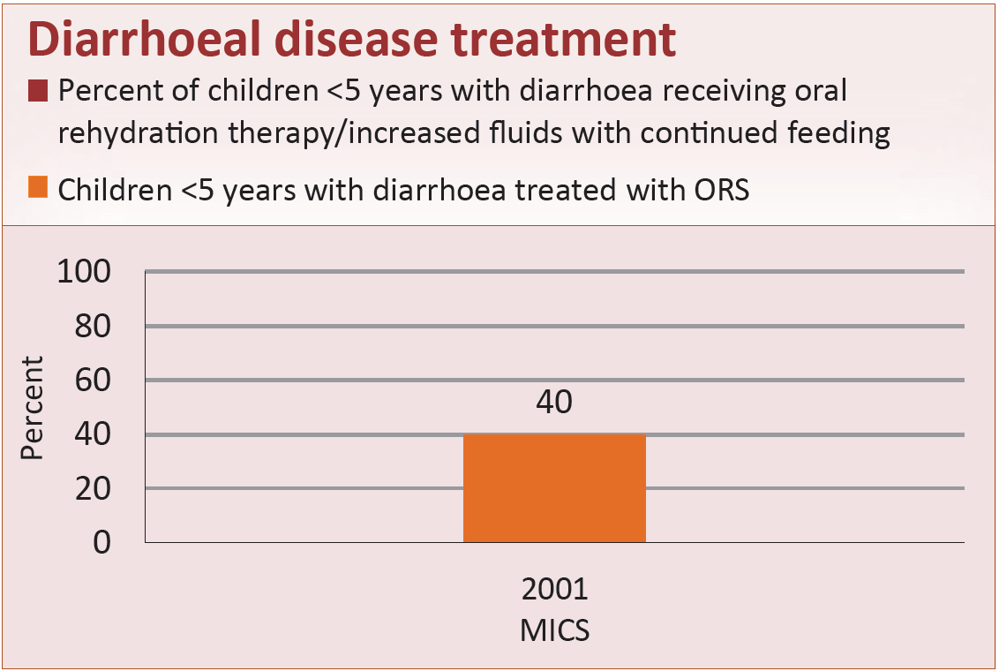 Diarrhoeal disease treatment
Percent of children <5 years with diarrhoea receiving oral
rehydration therapy/increased fluids with continued feeding
Children <5 years with diarrhoea treated with ORS
100
80
60
40
20
0
Percent
40
2001
MICS